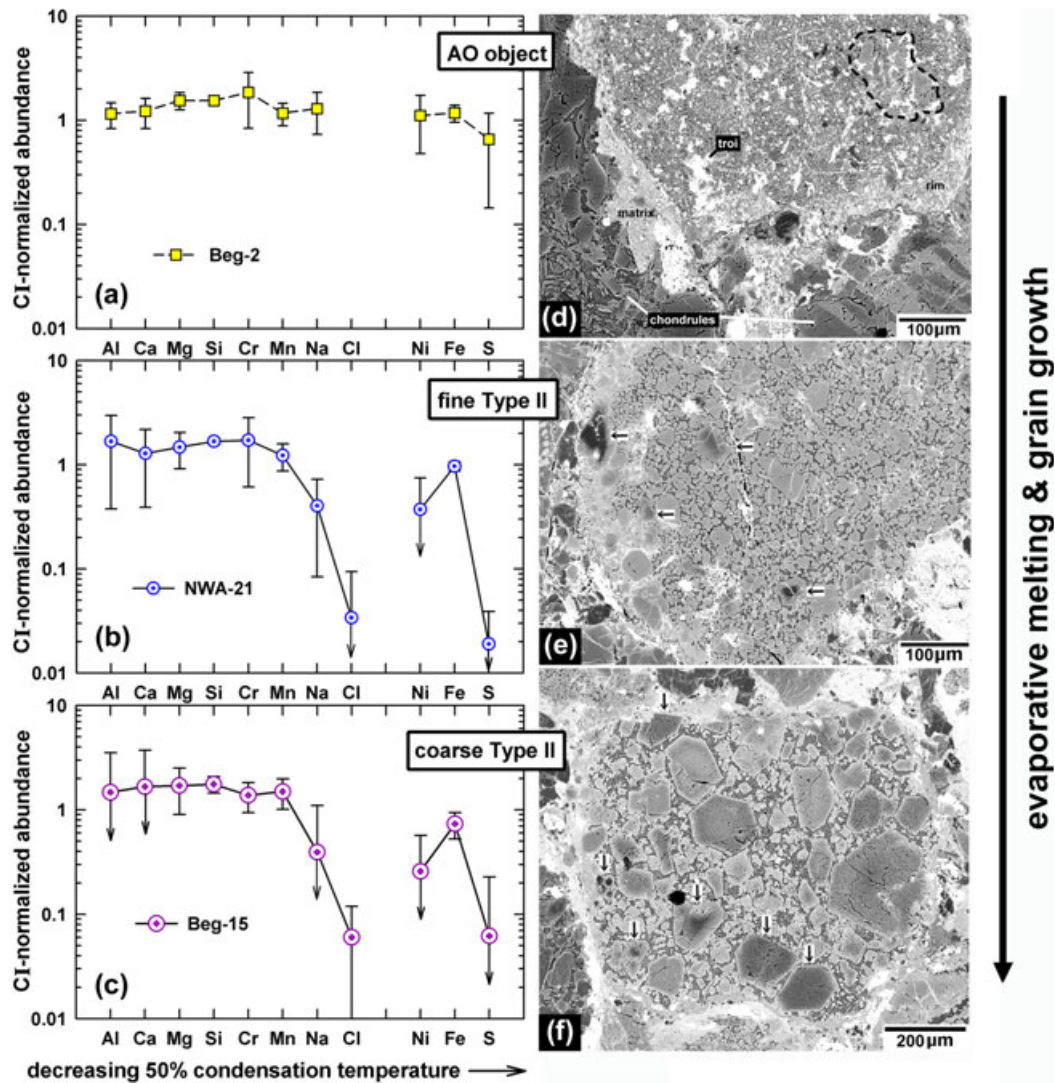 10
1
0.1
0.01
CI-normalized abundance
AO object
Beg-2
(a)
Al Ca Mg Si Cr Mn Na Cl Ni Fe S
10
1
0.1
0.01
CI-normalized abundance
fine Type II
NWA-21
(b)
Al Ca Mg Si Cr Mn Na Cl Ni Fe S
10
1
0.1
0.01
CI-normalized abundance
coarse Type II
Beg-15
(c)
Al Ca Mg Si Cr Mn Na Cl Ni Fe S
decreasing 50% condensation temperature
troi
rim
matrix
chondrules
(d)
100μm
(e)
100μm
(f)
200μm
evaporative melting & grain growth